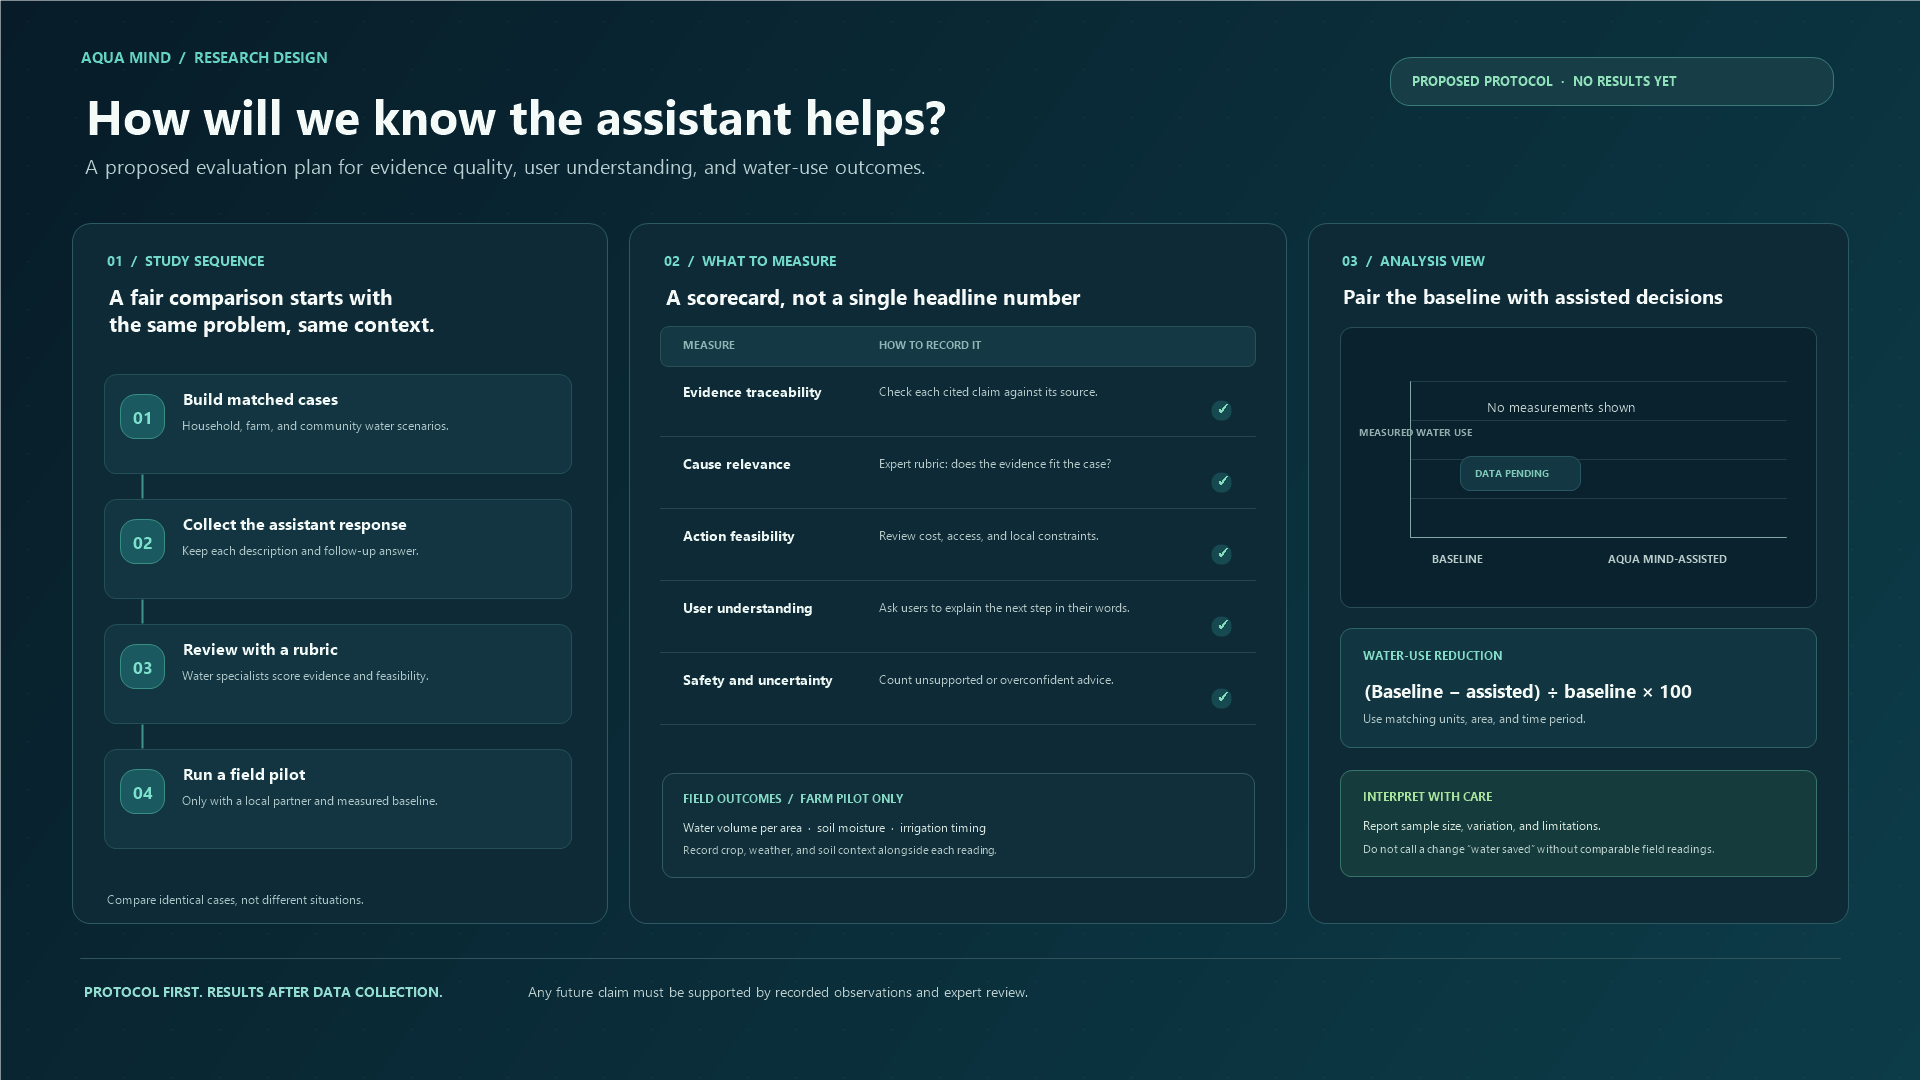 AQUA MIND / RESEARCH DESIGN
PROPOSED PROTOCOL · NO RESULTS YET
How will we know the assistant helps?
A proposed evaluation plan for evidence quality, user understanding, and water-use outcomes.
01 / STUDY SEQUENCE
A fair comparison starts with
the same problem, same context.
01
Build matched cases
Household, farm, and community water scenarios.
02
Collect the assistant response
Keep each description and follow-up answer.
03
Review with a rubric
Water specialists score evidence and feasibility.
04
Run a field pilot
Only with a local partner and measured baseline.
Compare identical cases, not different situations.
02 / WHAT TO MEASURE
A scorecard, not a single headline number
MEASURE HOW TO RECORD IT
Evidence traceability Check each cited claim against its source.
✓
Cause relevance Expert rubric: does the evidence fit the case?
✓
Action feasibility Review cost, access, and local constraints.
✓
User understanding Ask users to explain the next step in their words.
✓
Safety and uncertainty Count unsupported or overconfident advice.
✓
FIELD OUTCOMES / FARM PILOT ONLY
Water volume per area · soil moisture · irrigation timing
Record crop, weather, and soil context alongside each reading.
03 / ANALYSIS VIEW
Pair the baseline with assisted decisions
No measurements shown
MEASURED WATER USE
DATA PENDING
BASELINE AQUA MIND-ASSISTED
WATER-USE REDUCTION
(Baseline − assisted) ÷ baseline × 100
Use matching units, area, and time period.
INTERPRET WITH CARE
Report sample size, variation, and limitations.
Do not call a change “water saved” without comparable field readings.
PROTOCOL FIRST. RESULTS AFTER DATA COLLECTION. Any future claim must be supported by recorded observations and expert review.